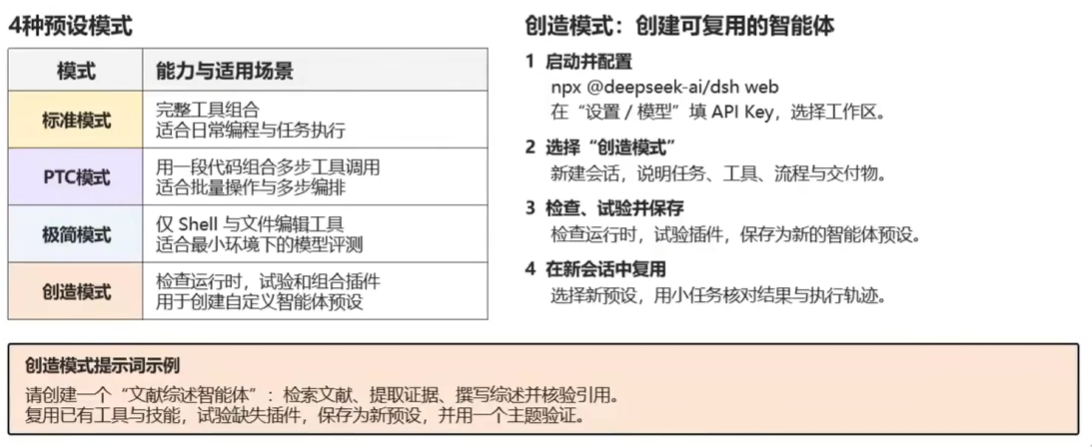 4种预设模式
模式 能力与适用场景
标准模式 完整工具组合
适合日常编程与任务执行
PTC模式 用一段代码组合多步工具调用
适合批量操作与多步编排
极简模式 仅 Shell 与文件编辑工具
适合最小环境下的模型评测
创造模式 检查运行时，试验和组合插件
用于创建自定义智能体预设
创造模式：创建可复用的智能体
1 启动并配置
npx @deepseek-ai/dsh web
在“设置 / 模型”填 API Key，选择工作区。
2 选择“创造模式”
新建会话，说明任务、工具、流程与交付物。
3 检查、试验并保存
检查运行时，试验插件，保存为新的智能体预设。
4 在新会话中复用
选择新预设，用小任务核对结果与执行轨迹。
创造模式提示词示例
请创建一个“文献综述智能体”：检索文献、提取证据、撰写综述并核验引用。
复用已有工具与技能，试验缺失插件，保存为新预设，并用一个主题验证。